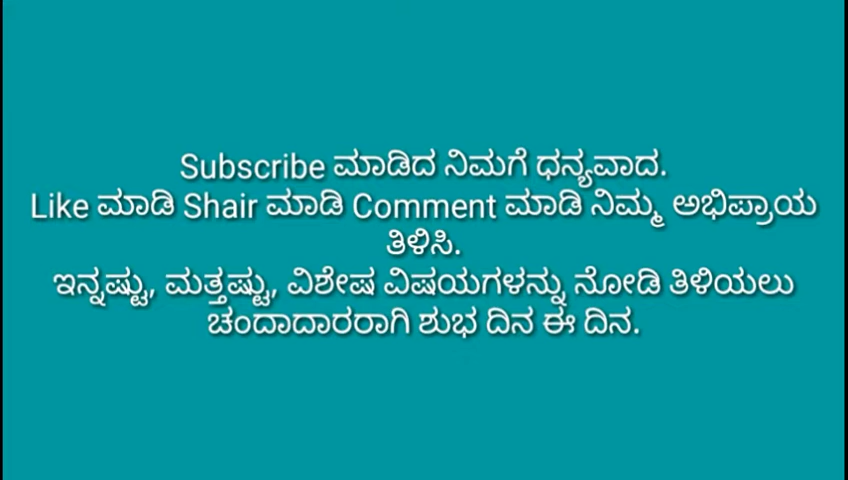 Subscribe ಮಾಡಿದ ನಿಮಗೆ ಧನ್ಯವಾದ.
Like ಮಾಡಿ Shair ಮಾಡಿ Comment ಮಾಡಿ ನಿಮ್ಮ ಅಭಿಪ್ರಾಯ
ತಿಳಿಸಿ.
ಇನ್ನಷ್ಟು, ಮತ್ತಷ್ಟು, ವಿಶೇಷ ವಿಷಯಗಳನ್ನು ನೋಡಿ ತಿಳಿಯಲು
ಚಂದಾದಾರರಾಗಿ ಶುಭ ದಿನ ಈ ದಿನ.